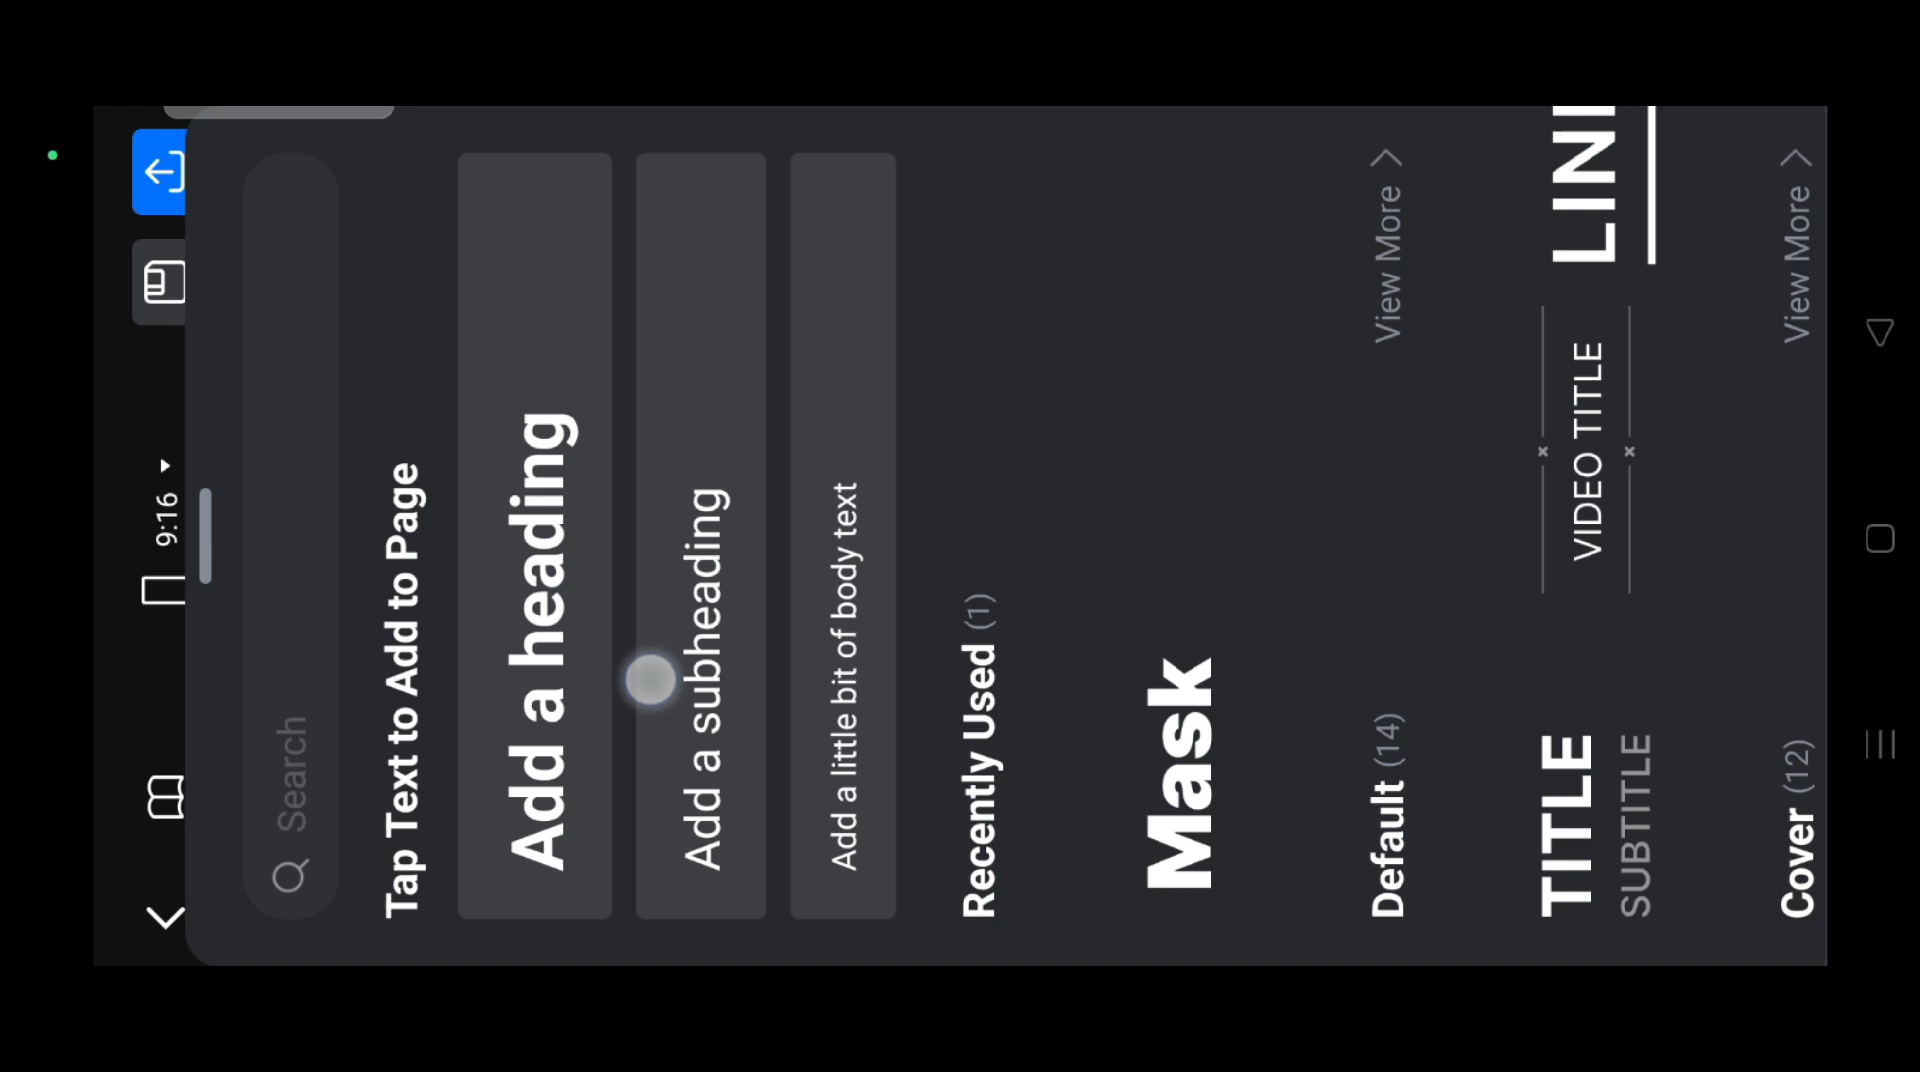 9:16
Search
Tap Text to Add to Page
Add a heading
Add a subheading
Add a little bit of body text
Recently Used (1)
Mask
Default (14)
View More
TITLE
SUBTITLE
VIDEO TITLE
Cover (12)
View More